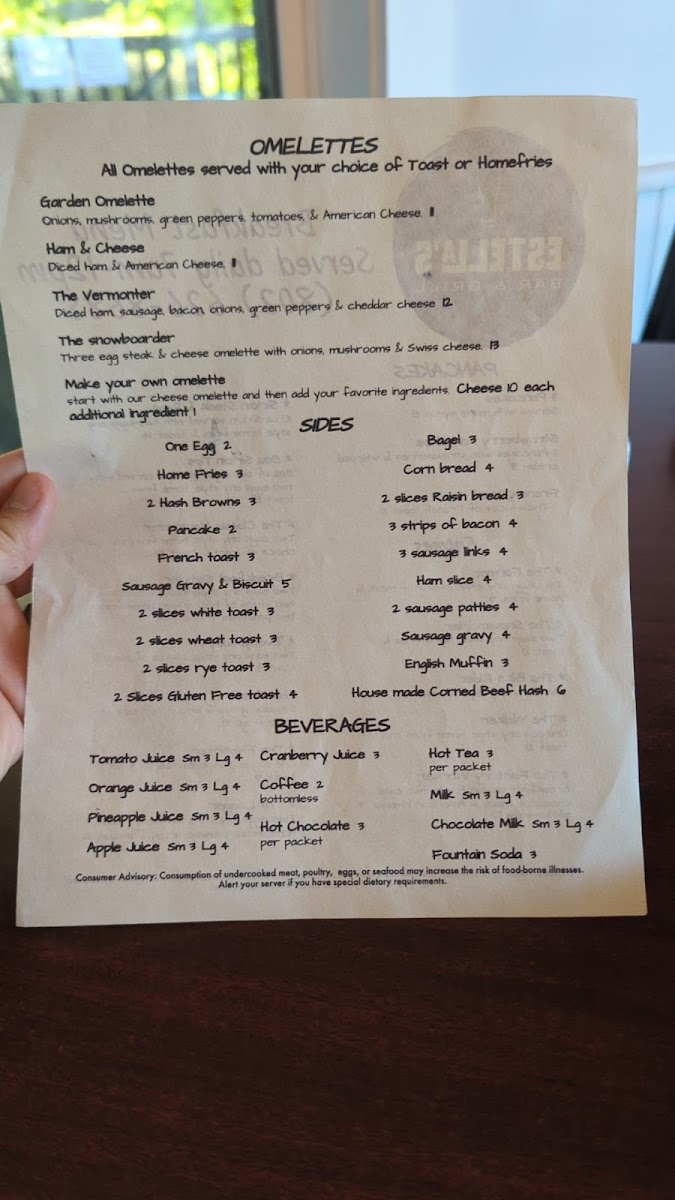 OMELETTES
All Omelettes served with your choice of Toast or Homefries
Garden Omelette
Onions, mushrooms, green peppers, tomatoes, & American Cheese. 11
Ham & Cheese
Diced ham & American Cheese. 11
The Vermonter
Diced ham, sausage, bacon, onions, green peppers & cheddar cheese 12
The snowboarder
Three egg steak & cheese omelette with onions, mushrooms & Swiss cheese. 13
Make your own omelette
start with our cheese omelette and then add your favorite ingredients. Cheese 10 each
additional ingredient 1
SIDES
One Egg 2
Home Fries 3
2 Hash Browns 3
Pancake 2
French toast 3
Sausage Gravy & Biscuit 5
2 slices white toast 3
2 slices wheat toast 3
2 slices rye toast 3
2 Slices Gluten Free toast 4
Bagel 3
Corn bread 4
2 slices Raisin bread 3
3 strips of bacon 4
3 sausage links 4
Ham slice 4
2 sausage patties 4
Sausage gravy 4
English Muffin 3
House made Corned Beef Hash 6
BEVERAGES
Tomato Juice Sm 3 Lg 4
Orange Juice Sm 3 Lg 4
Pineapple Juice Sm 3 Lg 4
Apple Juice Sm 3 Lg 4
Cranberry Juice 3
Coffee 2
bottomless
Hot Chocolate 3
per packet
Hot Tea 3
per packet
Milk Sm 3 Lg 4
Chocolate Milk Sm 3 Lg 4
Fountain Soda 3
Consumer Advisory: Consumption of undercooked meat, poultry, eggs, or seafood may increase the risk of food-borne illnesses.
Alert your server if you have special dietary requirements.
ESTELLA'S
BAR & GRILL
Breakfast Menu
Served daily
PANCAKES